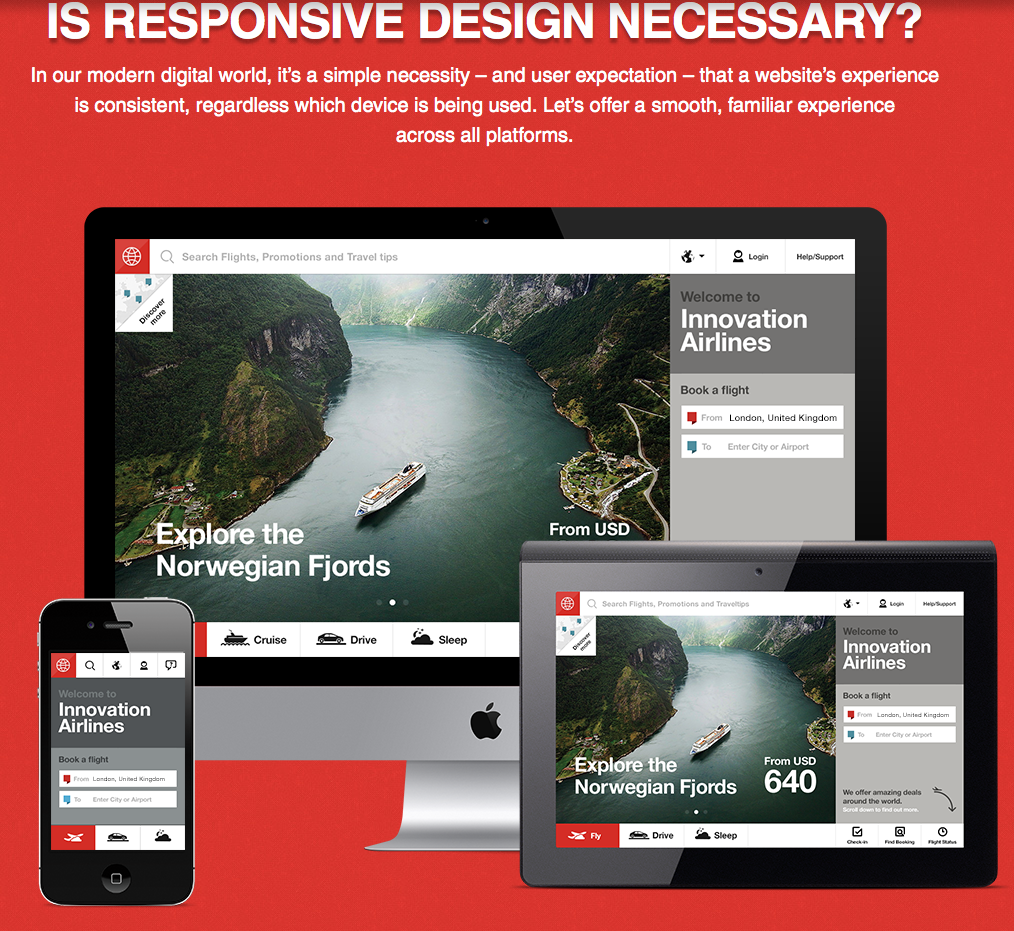 IS RESPONSIVE DESIGN NECESSARY?
In our modern digital world, it’s a simple necessity – and user expectation – that a website’s experience
is consistent, regardless which device is being used. Let’s offer a smooth, familiar experience
across all platforms.
Search Flights, Promotions and Travel tips
Login
Help/Support
Discover
more
Welcome to
Innovation
Airlines
Book a flight
From London, United Kingdom
To Enter City or Airport
Explore the
Norwegian Fjords
From USD
Cruise
Drive
Sleep
Welcome to
Innovation
Airlines
Book a flight
From London, United Kingdom
To Enter City or Airport
Search Flights, Promotions and Traveltips
Login
Help/Support
Discover
more
Welcome to
Innovation
Airlines
Book a flight
From London, United Kingdom
To Enter City or Airport
Explore the
Norwegian Fjords
From USD
640
We offer amazing deals
around the world.
Scroll down to find out more.
Fly
Drive
Sleep
Check-in
Find Booking
Flight Status